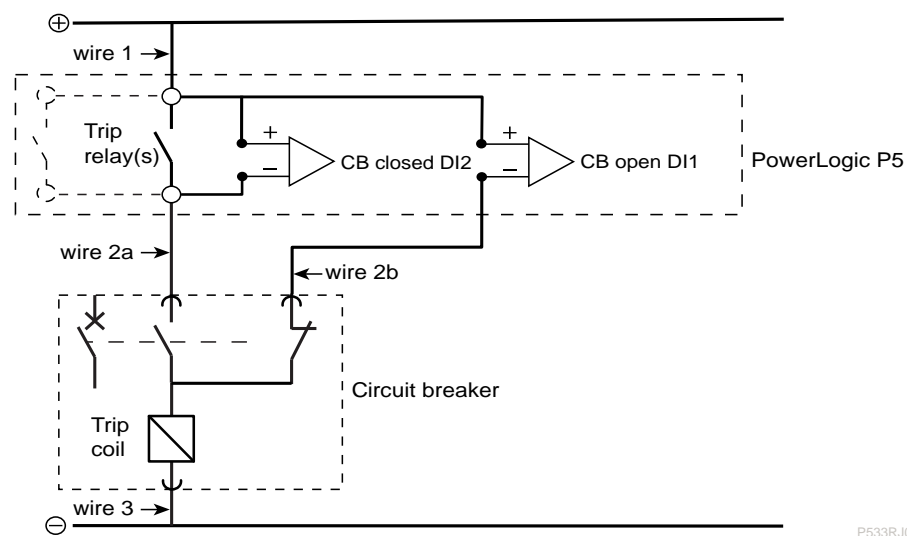 +
wire 1
Trip
relay(s)
+
−
CB closed DI2
+
−
CB open DI1
PowerLogic P5
wire 2a
wire 2b
Circuit breaker
Trip
coil
wire 3
−